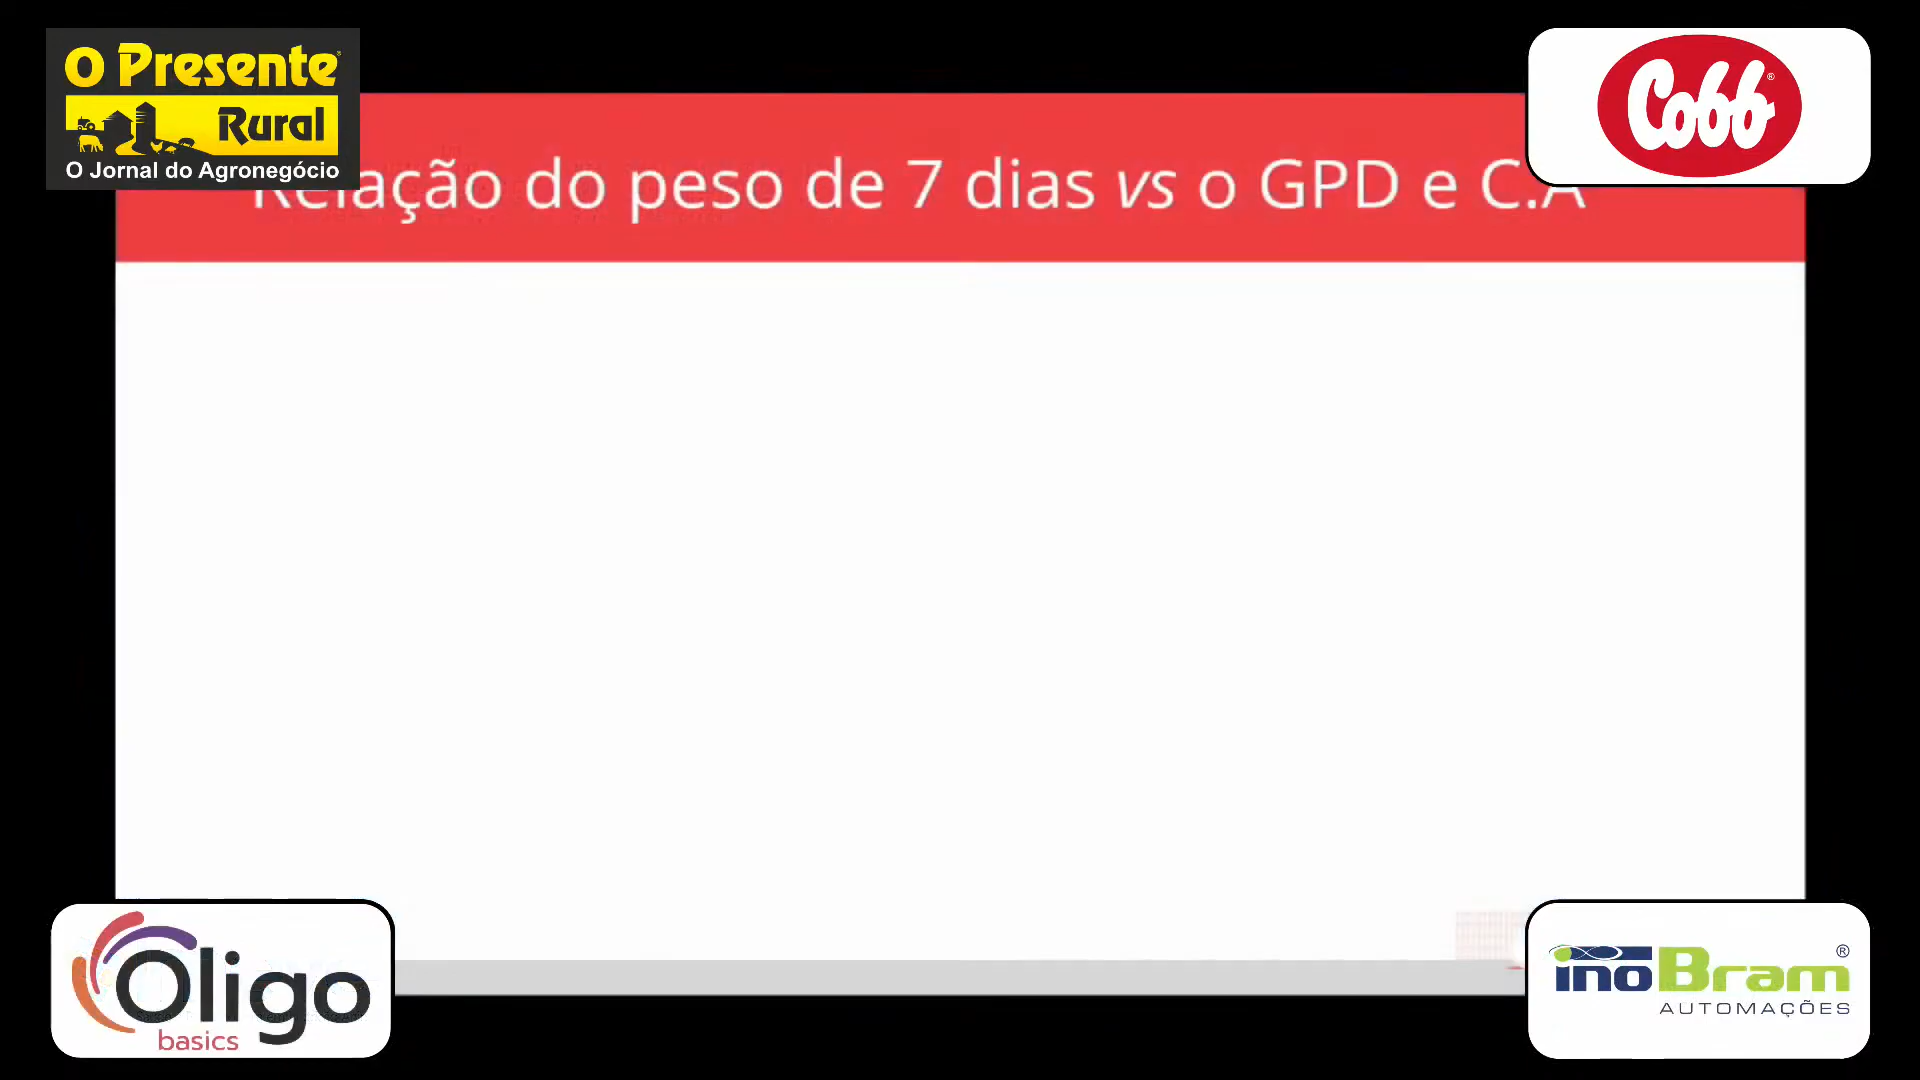 O Presente
Rural
O Jornal do Agronegócio
Cobb®
Relação do peso de 7 dias vs o GPD e C.A
Oligo
basics
inoBram®
AUTOMAÇÕES